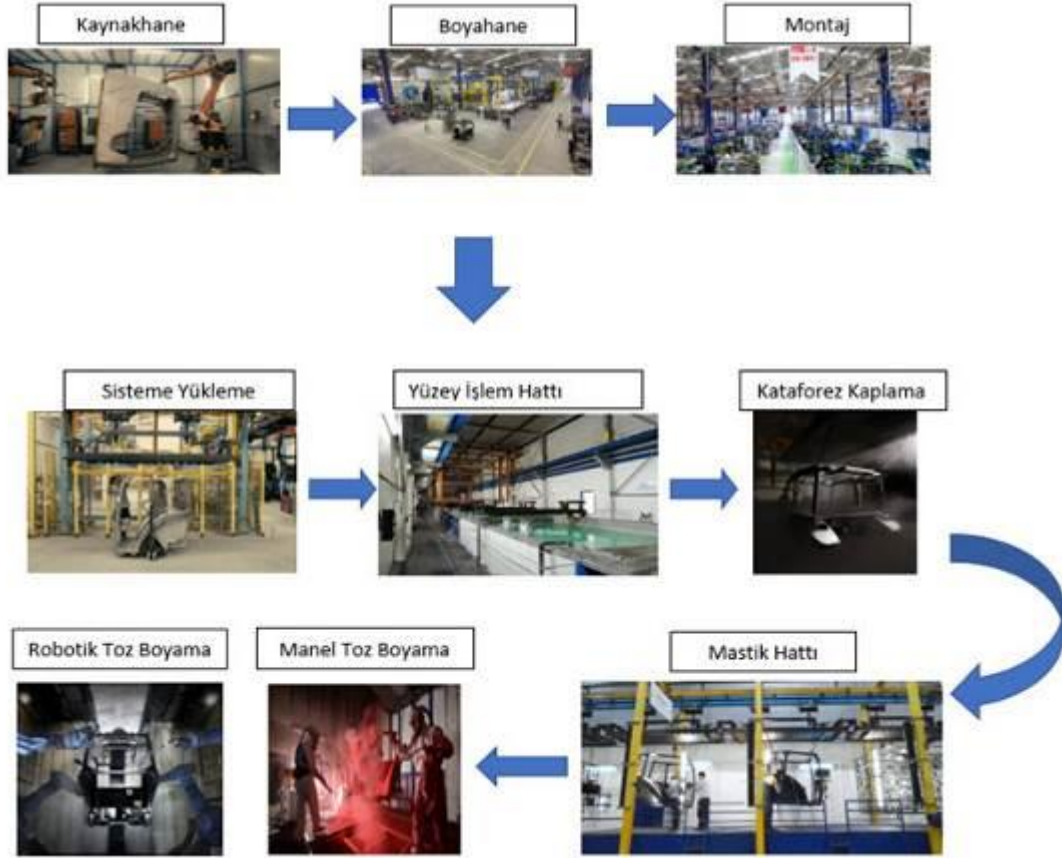 Kaynakhane
Boyahane
Montaj
Sisteme Yükleme
Yüzey İşlem Hattı
Kataforez Kaplama
Robotik Toz Boyama
Manel Toz Boyama
Mastik Hattı